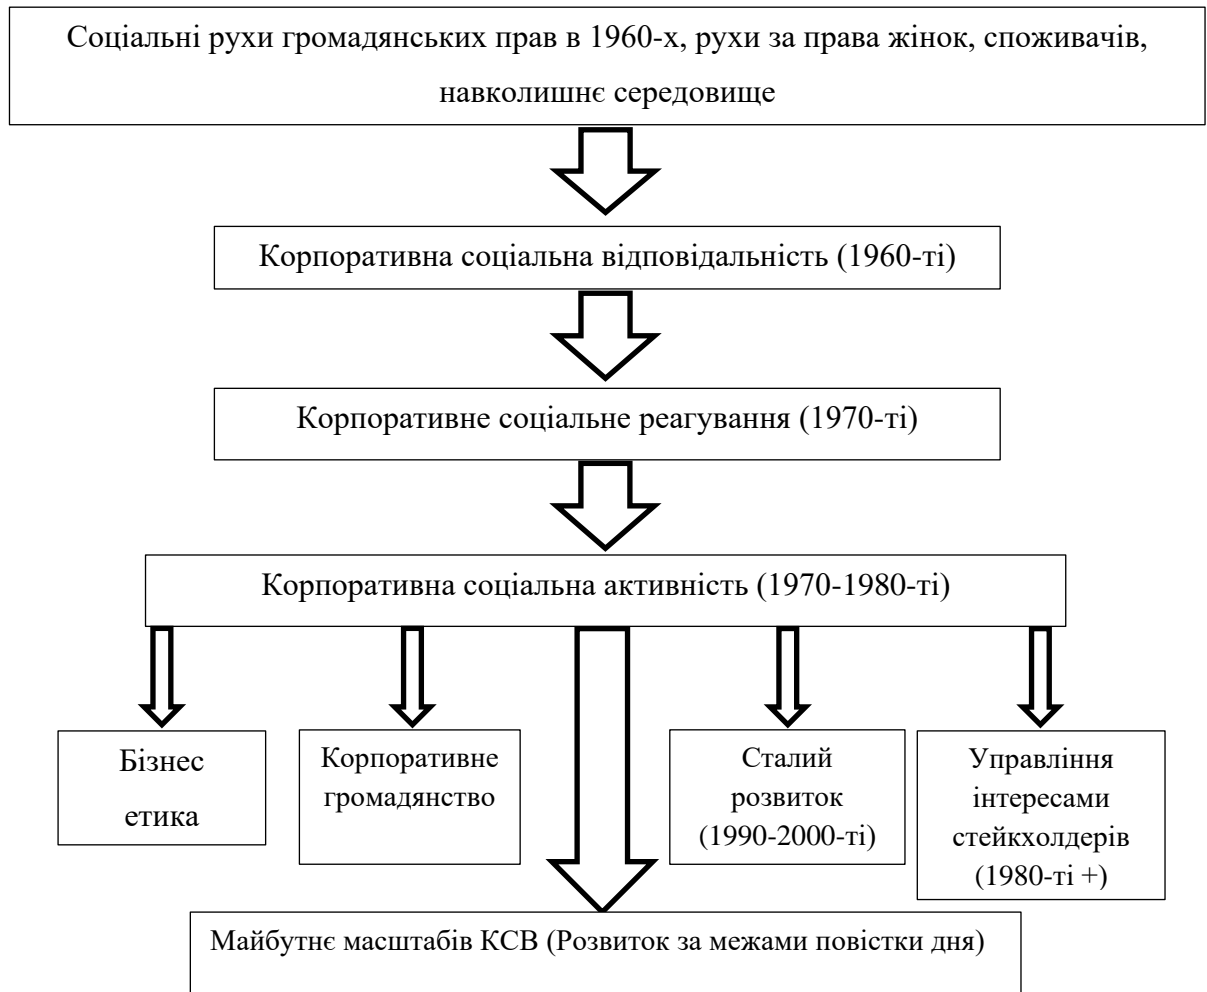 Соціальні рухи громадянських прав в 1960-х, рухи за права жінок, споживачів,
навколишнє середовище
Корпоративна соціальна відповідальність (1960-ті)
Корпоративне соціальне реагування (1970-ті)
Корпоративна соціальна активність (1970-1980-ті)
Бізнес
етика
Корпоративне
громадянство
Сталий
розвиток
(1990-2000-ті)
Управління
інтересами
стейкхолдерів
(1980-ті +)
Майбутнє масштабів КСВ (Розвиток за межами повістки дня)